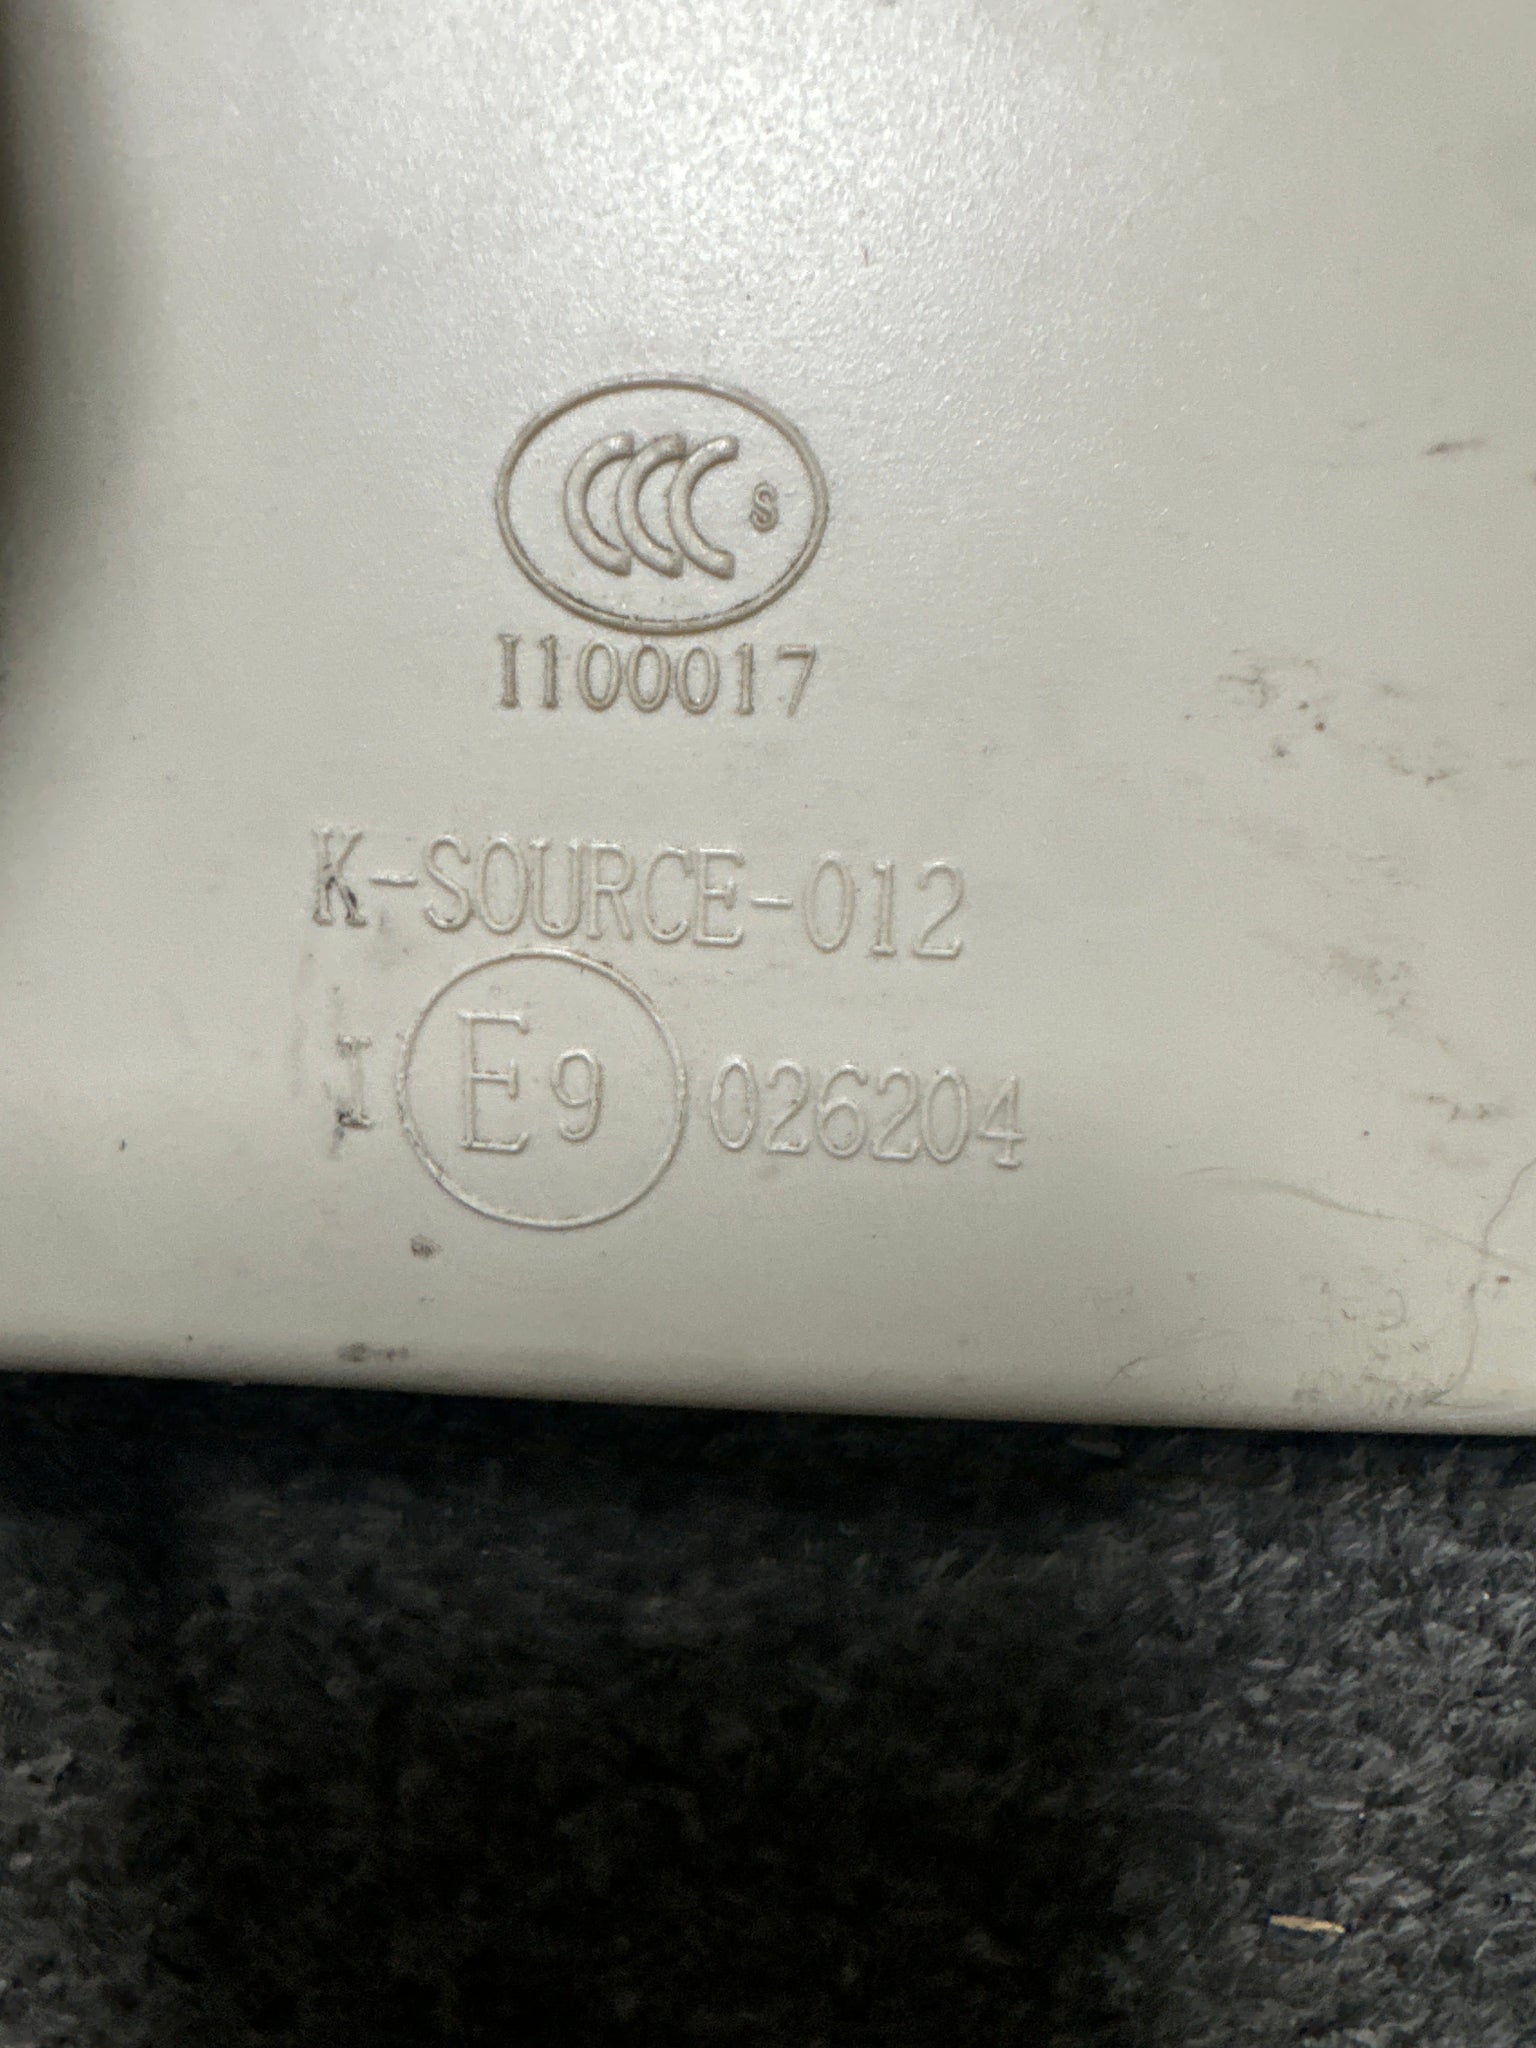 CCC S
I100017
K-SOURCE-012
I E9 026204